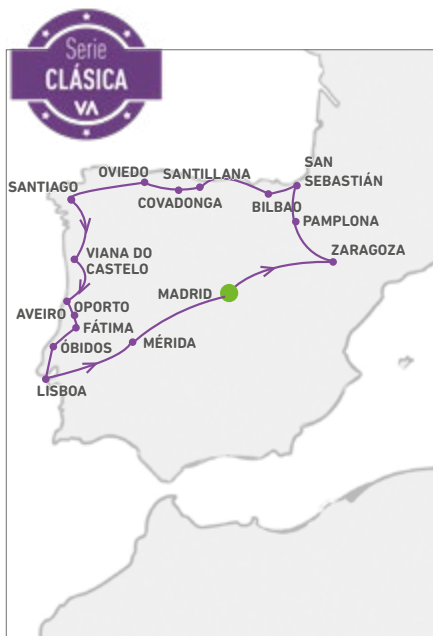 Serie
CLÁSICA
VA
OVIEDO
SANTILLANA
SAN
SEBASTIÁN
SANTIAGO
COVADONGA
BILBAO
PAMPLONA
VIANA DO
CASTELO
ZARAGOZA
MADRID
OPORTO
AVEIRO
FÁTIMA
MÉRIDA
ÓBIDOS
LISBOA